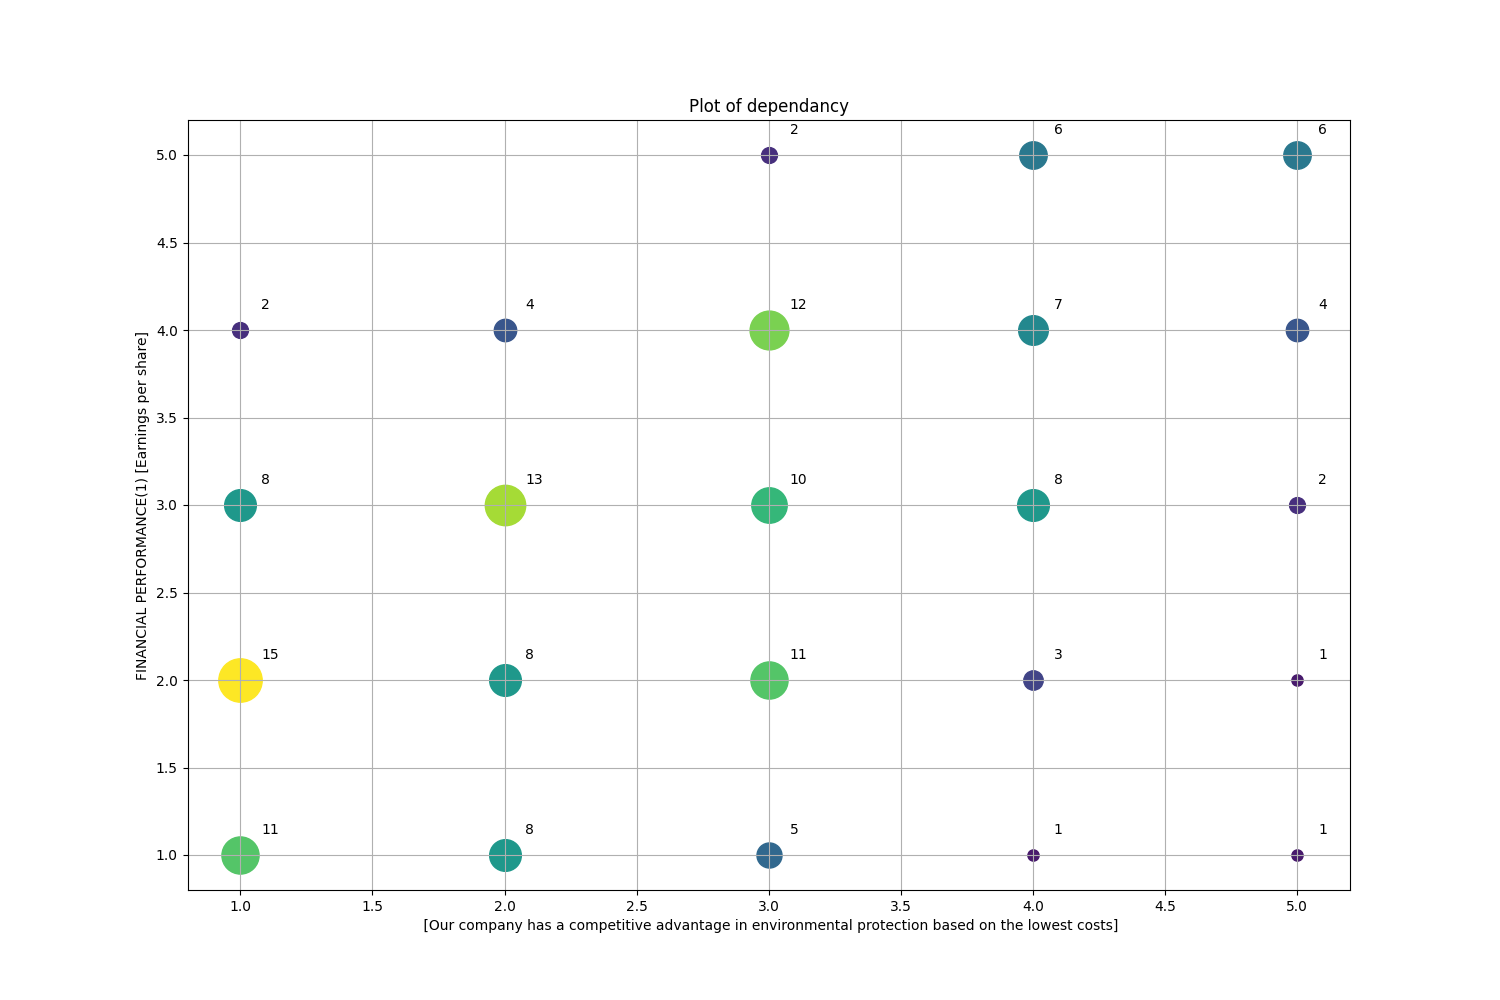 Plot of dependancy
2 6 6
5.0
4.5
2 4 12 7 4
4.0
3.5
8 13 10 8 2
3.0
2.5
15 8 11 3 1
2.0
1.5
11 8 5 1 1
1.0
FINANCIAL PERFORMANCE(1) [Earnings per share]
1.0 1.5 2.0 2.5 3.0 3.5 4.0 4.5 5.0
[Our company has a competitive advantage in environmental protection based on the lowest costs]